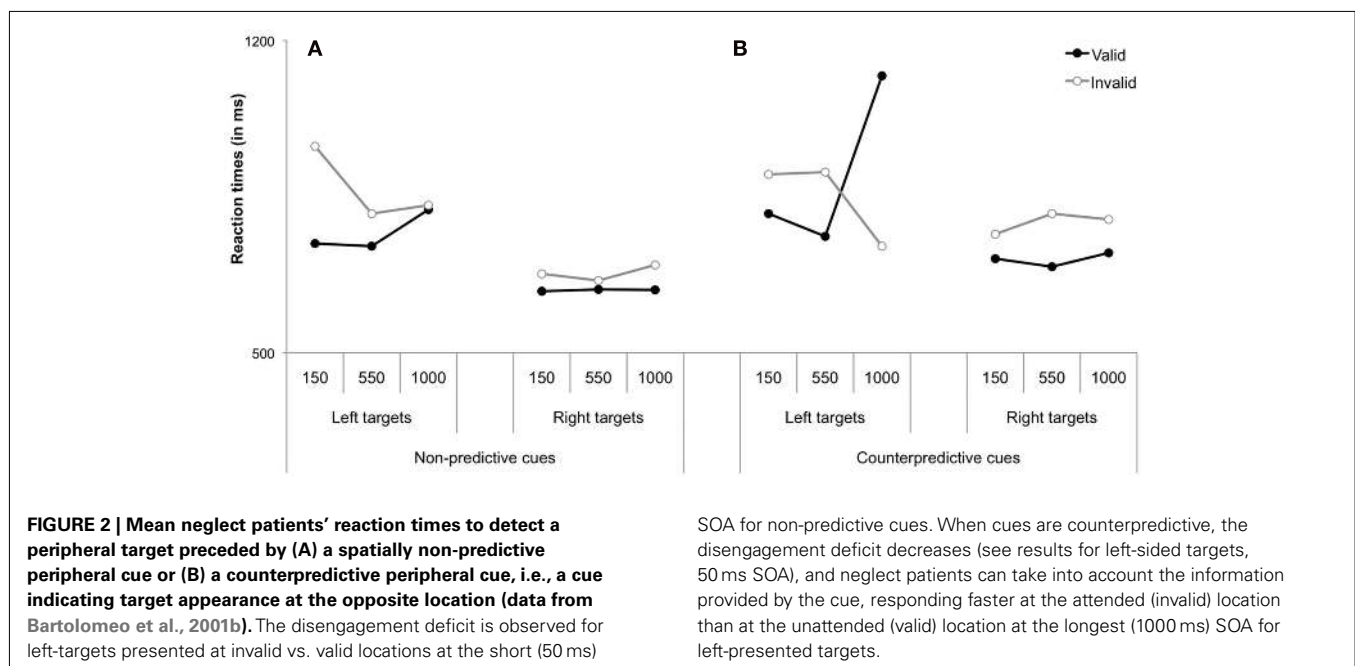 1200
A
B
Valid
Invalid
Reaction times (in ms)
500
150 550 1000 150 550 1000 150 550 1000 150 550 1000
Left targets Right targets Left targets Right targets
Non-predictive cues Counterpredictive cues
FIGURE 2 | Mean neglect patients’ reaction times to detect a
peripheral target preceded by (A) a spatially non-predictive
peripheral cue or (B) a counterpredictive peripheral cue, i.e., a cue
indicating target appearance at the opposite location (data from
Bartolomeo et al., 2001b). The disengagement deficit is observed for
left-targets presented at invalid vs. valid locations at the short (50 ms)
SOA for non-predictive cues. When cues are counterpredictive, the
disengagement deficit decreases (see results for left-sided targets,
50 ms SOA), and neglect patients can take into account the information
provided by the cue, responding faster at the attended (invalid) location
than at the unattended (valid) location at the longest (1000 ms) SOA for
left-presented targets.